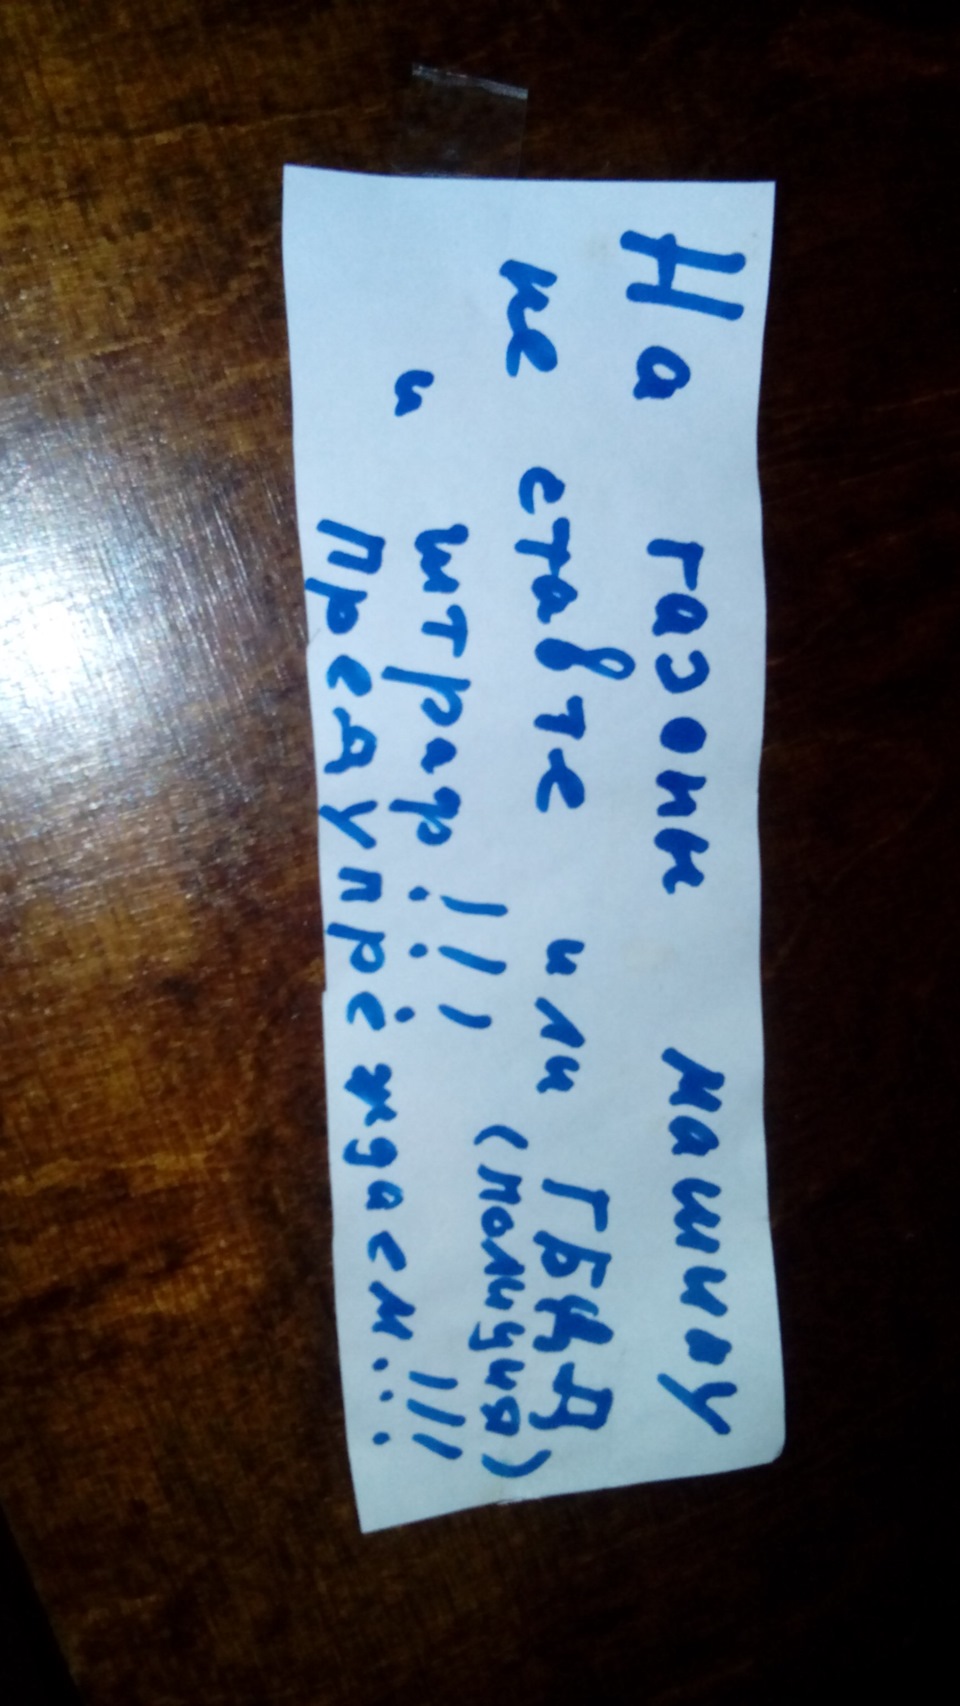 На газон машину
не ставте или ГБДД
(полиция)
и штраф!!!
Предупреждаем!!!